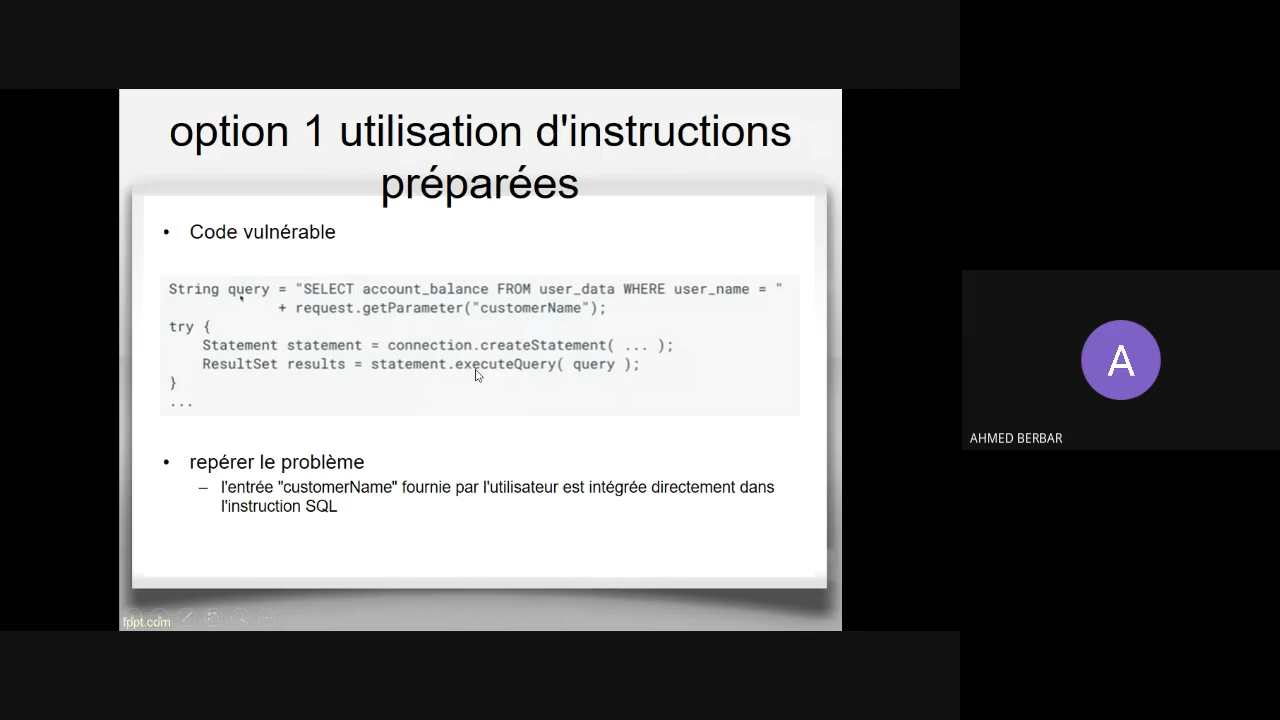 option 1 utilisation d'instructions
préparées
• Code vulnérable
String query = "SELECT account_balance FROM user_data WHERE user_name = "
+ request.getParameter("customerName");
try {
Statement statement = connection.createStatement( ... );
ResultSet results = statement.executeQuery( query );
}
...
• repérer le problème
– l'entrée "customerName" fournie par l'utilisateur est intégrée directement dans
l'instruction SQL
fppt.com
A
AHMED BERBAR